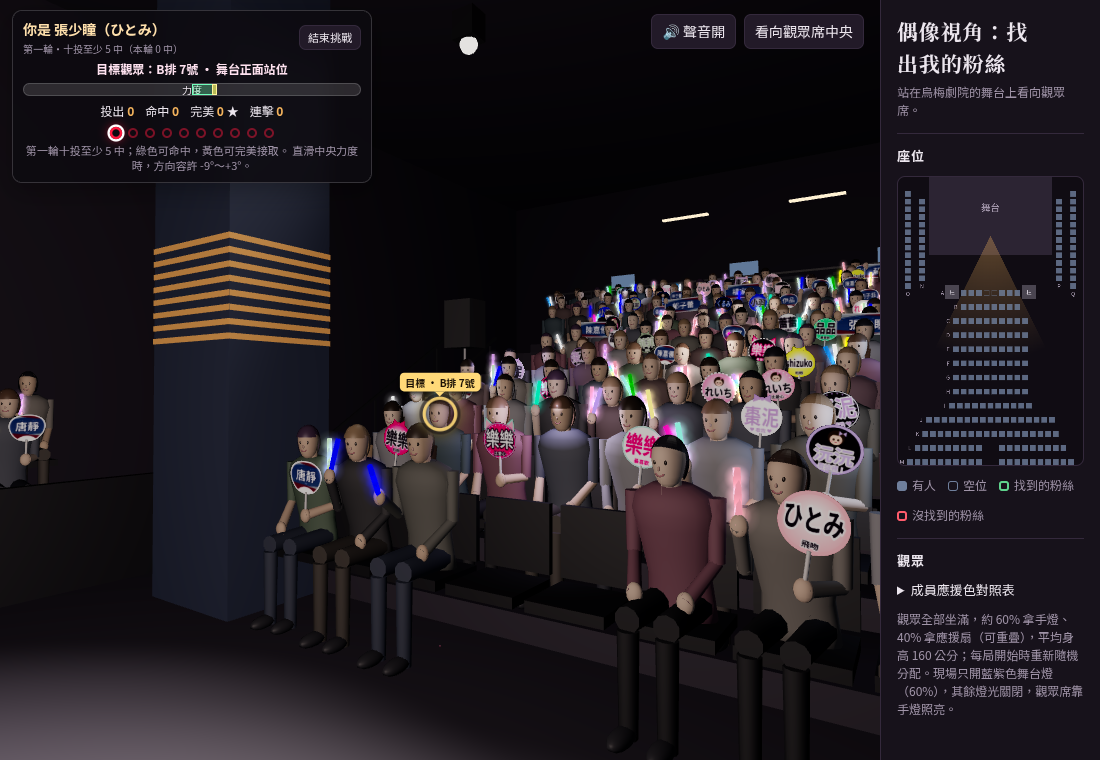 你是 張少瞳（ひとみ）
第一輪・十投至少 5 中（本輪 0 中）
結束挑戰
目標觀眾：B排 7號 ・ 舞台正面站位
力度
投出 0 命中 0 完美 0 ★ 連擊 0
第一輪十投至少 5 中；綠色可命中，黃色可完美接取。 直滑中央力度
時，方向容許 -9°～+3°。
🔊 聲音開
看向觀眾席中央
目標 ・ B排 7號
唐靜
唐靜
樂樂
樂樂
樂樂
れいち
れいち
棗泥
泥
品品
shizuko
ひとみ
飛吻
偶像視角：找
出我的粉絲
站在烏梅劇院的舞台上看向觀眾
席。
座位
舞台
有人
空位
找到的粉絲
沒找到的粉絲
觀眾
▶ 成員應援色對照表
觀眾全部坐滿，約 60% 拿手燈、
40% 拿應援扇（可重疊），平均身
高 160 公分；每局開始時重新隨機
分配。現場只開藍紫色舞台燈
（60%），其餘燈光關閉，觀眾席靠
手燈照亮。